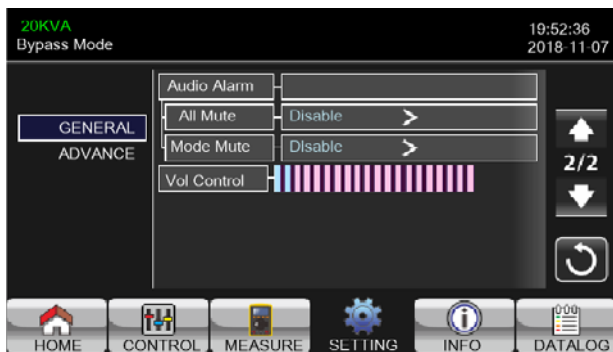 20KVA
19:52:36
Bypass Mode
2018-11-07
Audio Alarm
All Mute
Disable
GENERAL
Mode Mute
Disable
ADVANCE
2/2
Vol Control
HOME
CONTROL
MEASURE
SETTING
INFO
DATALOG